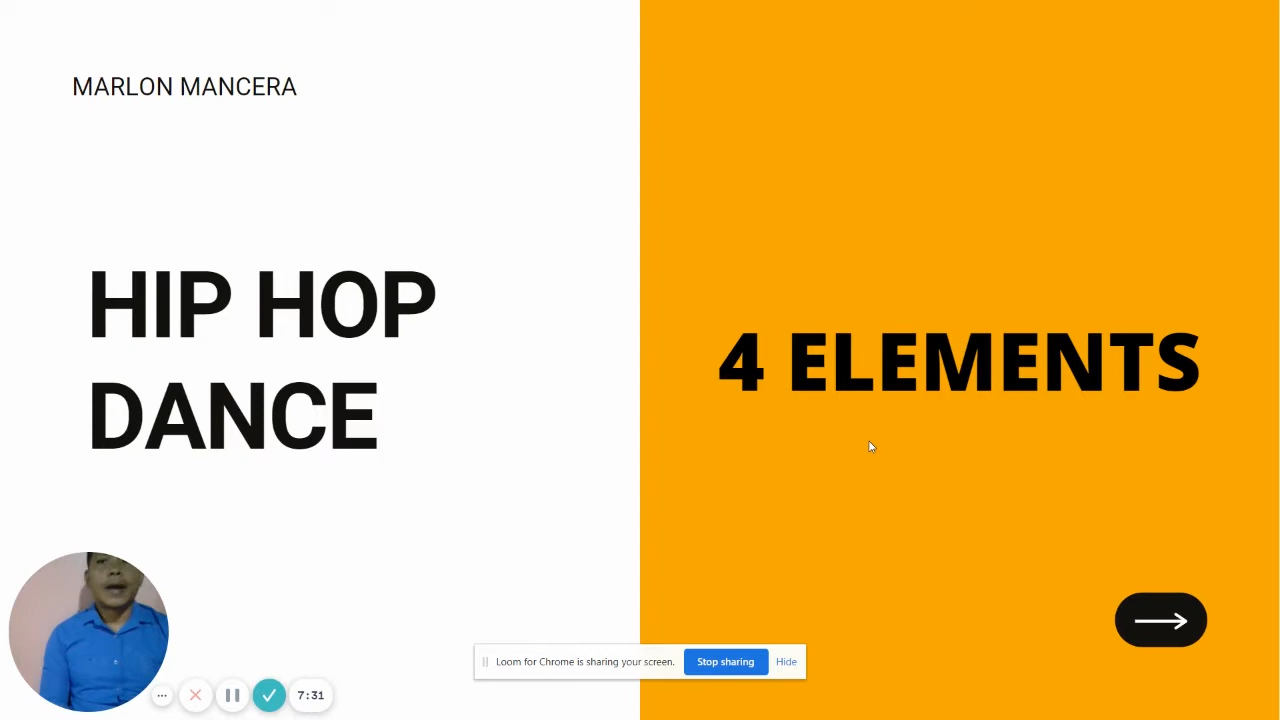 MARLON MANCERA
HIP HOP
DANCE
4 ELEMENTS
Loom for Chrome is sharing your screen. Stop sharing Hide
7:31